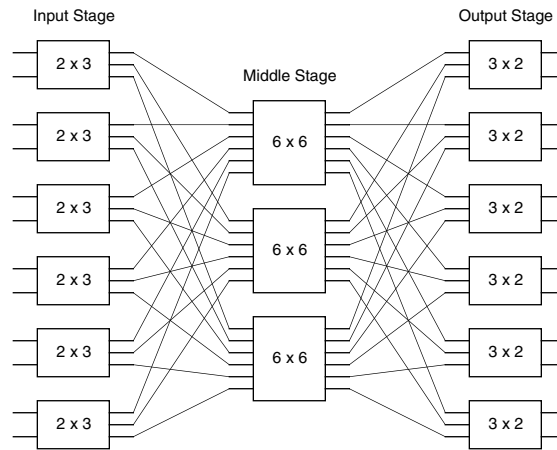 Input Stage
Output Stage
Middle Stage
2 x 3
2 x 3
2 x 3
2 x 3
2 x 3
2 x 3
6 x 6
6 x 6
6 x 6
3 x 2
3 x 2
3 x 2
3 x 2
3 x 2
3 x 2